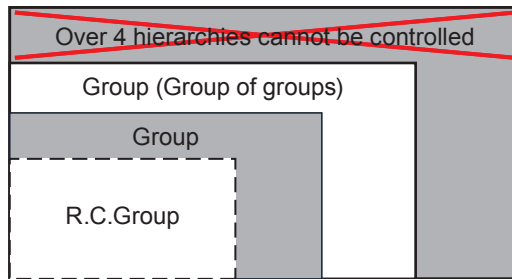 Over 4 hierarchies cannot be controlled
Group (Group of groups)
Group
R.C.Group